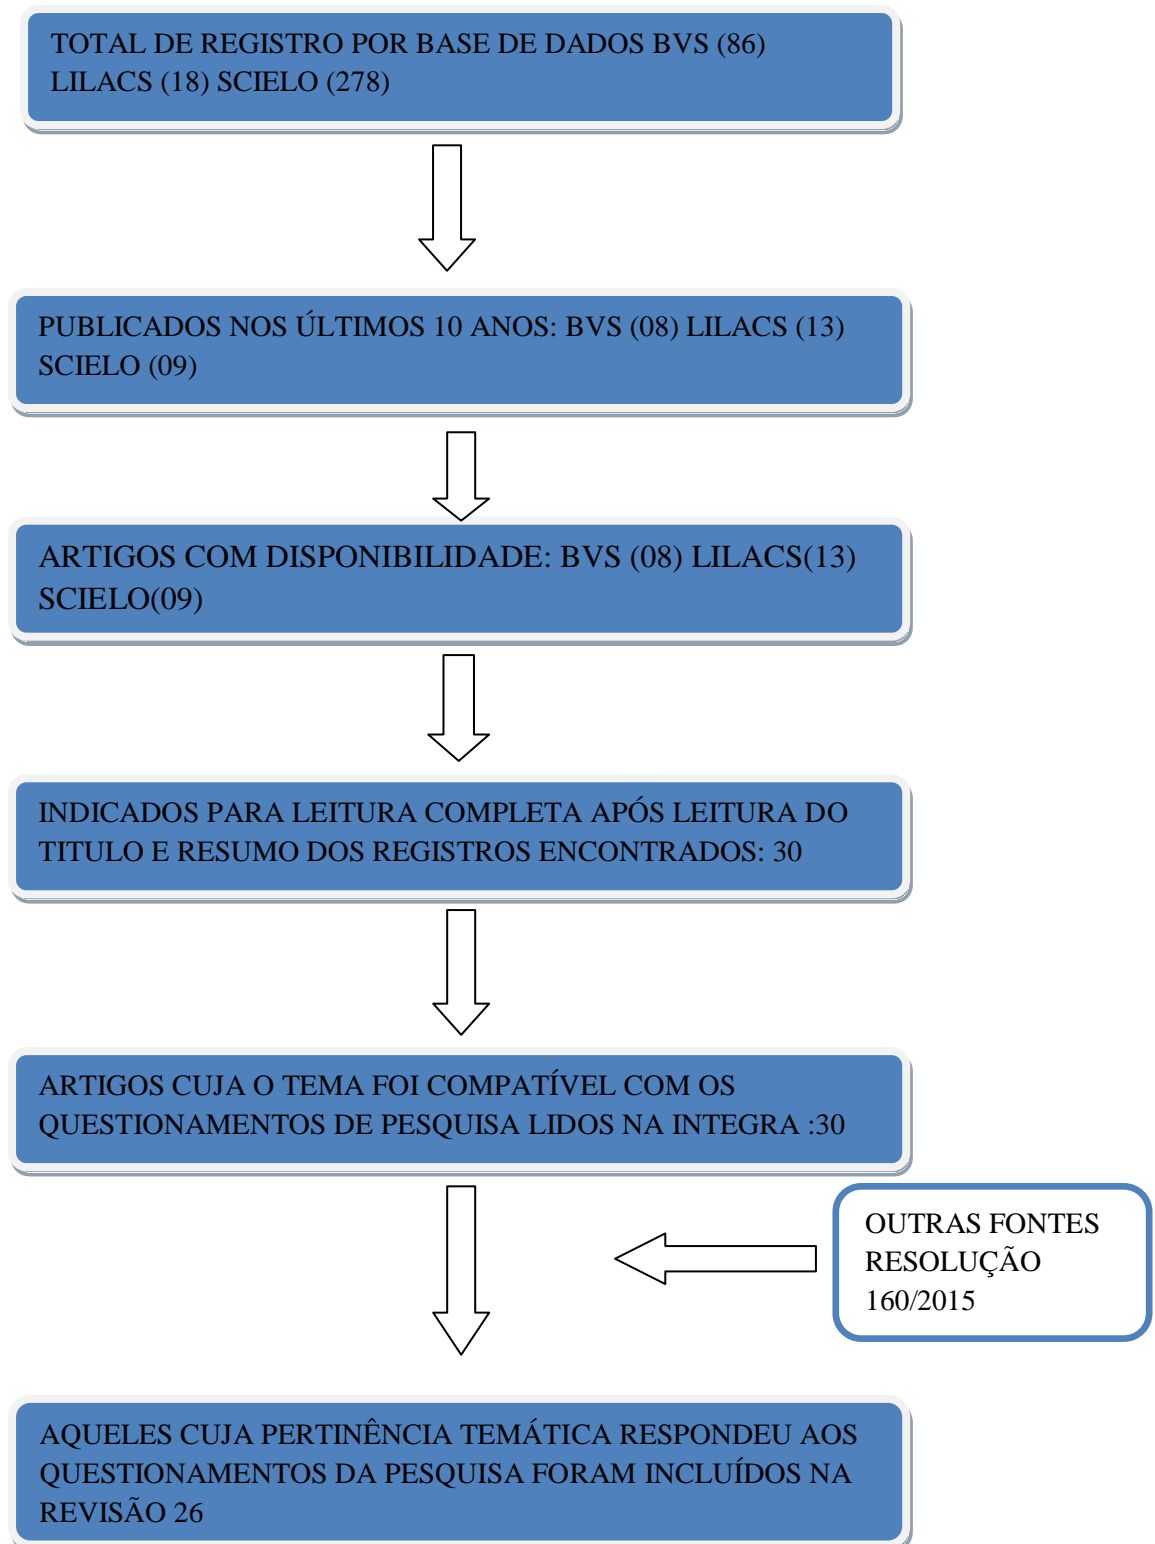 TOTAL DE REGISTRO POR BASE DE DADOS BVS (86)
LILACS (18) SCIELO (278)
PUBLICADOS NOS ÚLTIMOS 10 ANOS: BVS (08) LILACS (13)
SCIELO (09)
ARTIGOS COM DISPONIBILIDADE: BVS (08) LILACS(13)
SCIELO(09)
INDICADOS PARA LEITURA COMPLETA APÓS LEITURA DO
TITULO E RESUMO DOS REGISTROS ENCONTRADOS: 30
ARTIGOS CUJA O TEMA FOI COMPATÍVEL COM OS
QUESTIONAMENTOS DE PESQUISA LIDOS NA INTEGRA :30
OUTRAS FONTES
RESOLUÇÃO
160/2015
AQUELES CUJA PERTINÊNCIA TEMÁTICA RESPONDEU AOS
QUESTIONAMENTOS DA PESQUISA FORAM INCLUÍDOS NA
REVISÃO 26